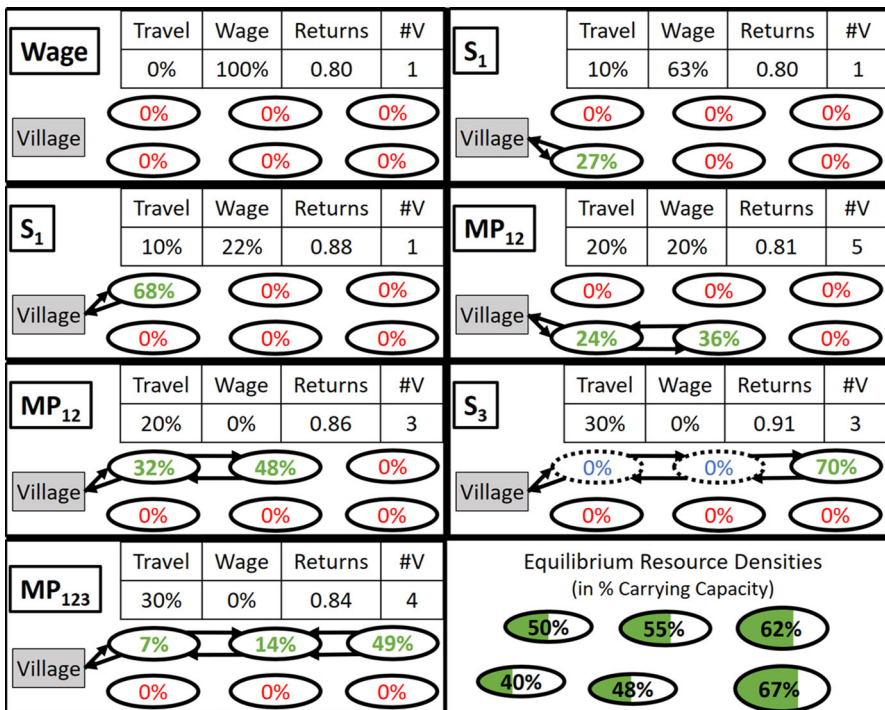 Wage
Travel Wage Returns #V
0% 100% 0.80 1
0% 0% 0%
Village
0% 0% 0%
S1
Travel Wage Returns #V
10% 63% 0.80 1
0% 0% 0%
Village
27% 0% 0%
S1
Travel Wage Returns #V
10% 22% 0.88 1
68% 0% 0%
Village
0% 0% 0%
MP12
Travel Wage Returns #V
20% 20% 0.81 5
0% 0% 0%
Village
24% 36% 0%
MP12
Travel Wage Returns #V
20% 0% 0.86 3
32% 48% 0%
Village
0% 0% 0%
S3
Travel Wage Returns #V
30% 0% 0.91 3
0% 0% 70%
Village
0% 0% 0%
MP123
Travel Wage Returns #V
30% 0% 0.84 4
7% 14% 49%
Village
0% 0% 0%
Equilibrium Resource Densities
(in % Carrying Capacity)
50% 55% 62%
40% 48% 67%